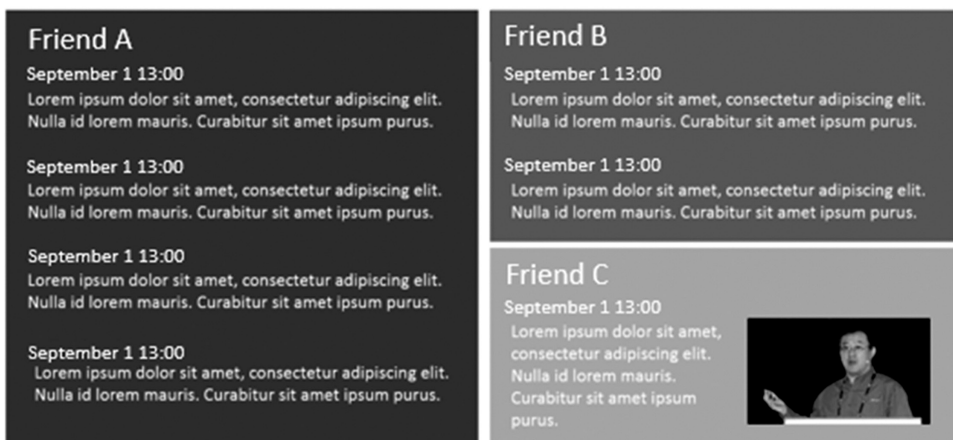 Friend A
September 1 13:00
Lorem ipsum dolor sit amet, consectetur adipiscing elit.
Nulla id lorem mauris. Curabitur sit amet ipsum purus.
September 1 13:00
Lorem ipsum dolor sit amet, consectetur adipiscing elit.
Nulla id lorem mauris. Curabitur sit amet ipsum purus.
September 1 13:00
Lorem ipsum dolor sit amet, consectetur adipiscing elit.
Nulla id lorem mauris. Curabitur sit amet ipsum purus.
September 1 13:00
Lorem ipsum dolor sit amet, consectetur adipiscing elit.
Nulla id lorem mauris. Curabitur sit amet ipsum purus.
Friend B
September 1 13:00
Lorem ipsum dolor sit amet, consectetur adipiscing elit.
Nulla id lorem mauris. Curabitur sit amet ipsum purus.
September 1 13:00
Lorem ipsum dolor sit amet, consectetur adipiscing elit.
Nulla id lorem mauris. Curabitur sit amet ipsum purus.
Friend C
September 1 13:00
Lorem ipsum dolor sit amet,
consectetur adipiscing elit.
Nulla id lorem mauris.
Curabitur sit amet ipsum
purus.